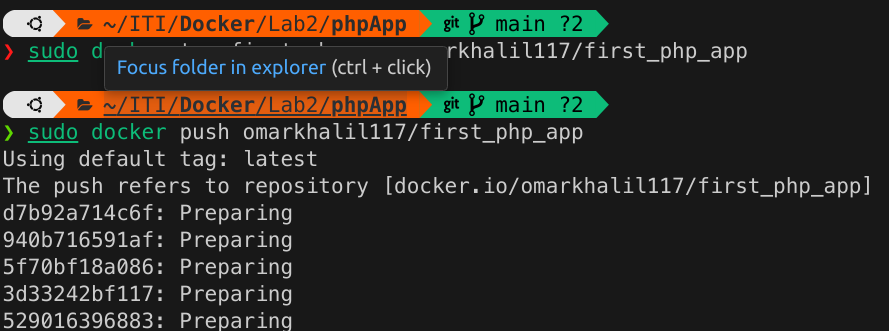 ~/ITI/Docker/Lab2/phpApp git main ?2
❯ sudo d rkhalil117/first_php_app
Focus folder in explorer (ctrl + click)
~/ITI/Docker/Lab2/phpApp git main ?2
❯ sudo docker push omarkhalil117/first_php_app
Using default tag: latest
The push refers to repository [docker.io/omarkhalil117/first_php_app]
d7b92a714c6f: Preparing
940b716591af: Preparing
5f70bf18a086: Preparing
3d33242bf117: Preparing
529016396883: Preparing